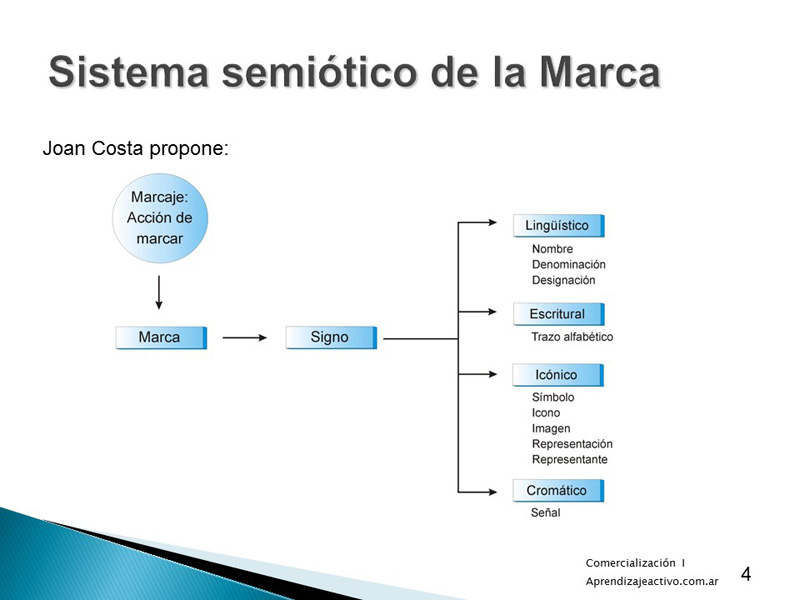 Sistema semiótico de la Marca
Joan Costa propone:
Marcaje:
Acción de
marcar
Marca
Signo
Lingüístico
Nombre
Denominación
Designación
Escritural
Trazo alfabético
Icónico
Símbolo
Icono
Imagen
Representación
Representante
Cromático
Señal
Comercialización I
Aprendizajeactivo.com.ar
4